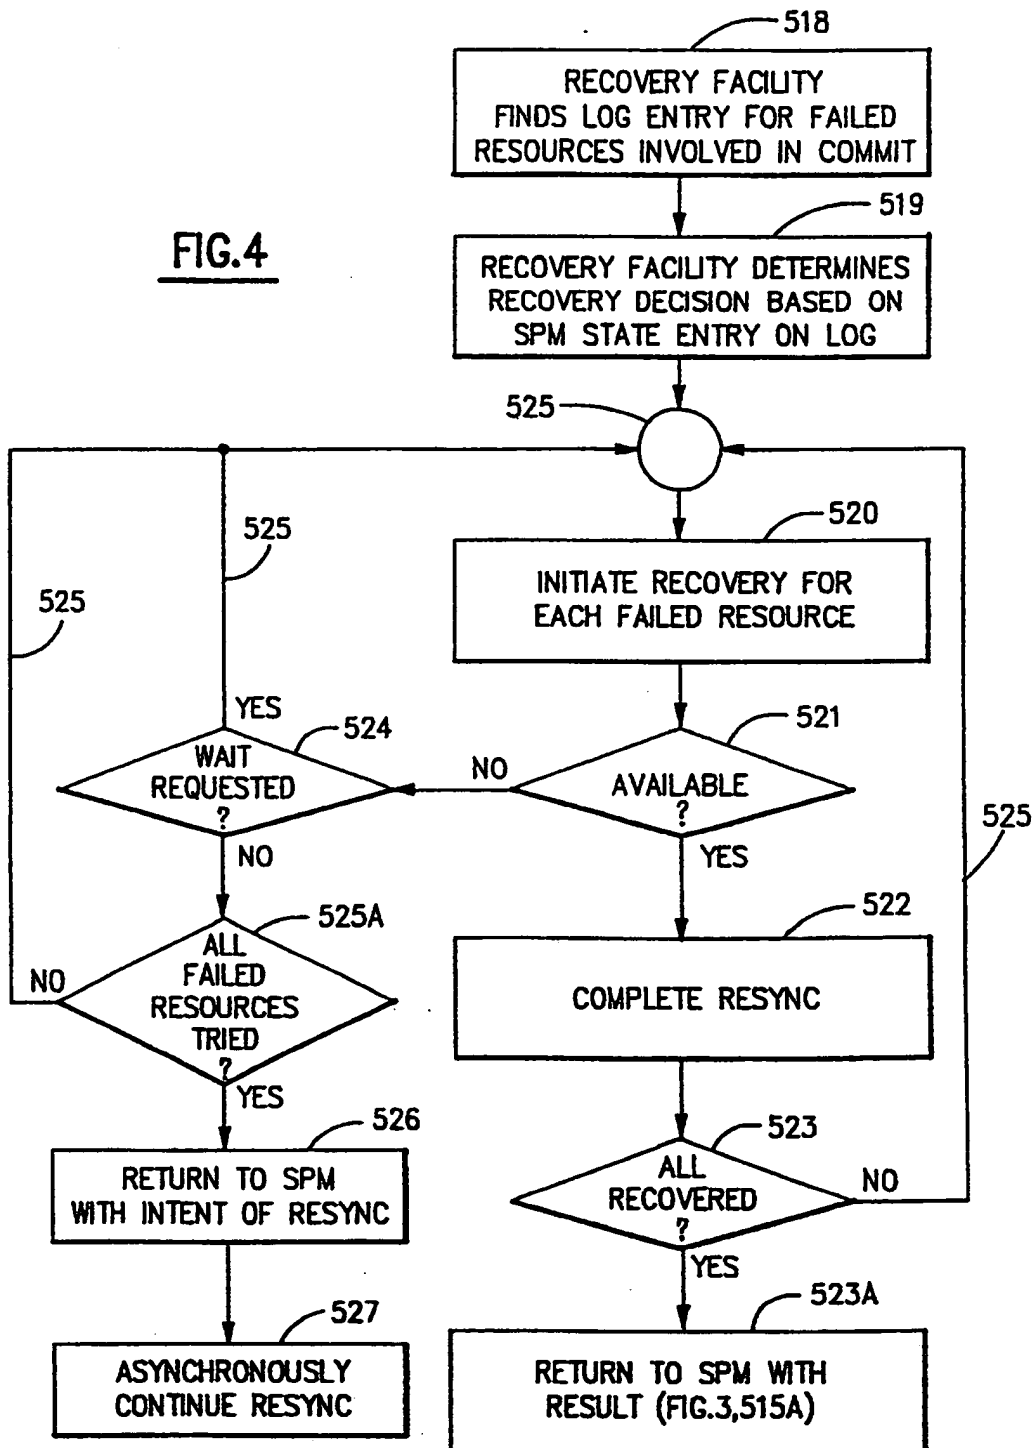 518
RECOVERY FACILITY
FINDS LOG ENTRY FOR FAILED
RESOURCES INVOLVED IN COMMIT
519
FIG.4
RECOVERY FACILITY DETERMINES
RECOVERY DECISION BASED ON
SPM STATE ENTRY ON LOG
525
520
525
INITIATE RECOVERY FOR
EACH FAILED RESOURCE
525
YES
524
521
WAIT
REQUESTED
?
NO
AVAILABLE
?
525
NO
YES
525A
522
ALL
FAILED
RESOURCES
TRIED
?
NO
COMPLETE RESYNC
YES
526
523
RETURN TO SPM
WITH INTENT OF RESYNC
ALL
RECOVERED
?
NO
YES
527
523A
ASYNCHRONOUSLY
CONTINUE RESYNC
RETURN TO SPM WITH
RESULT (FIG.3,515A)